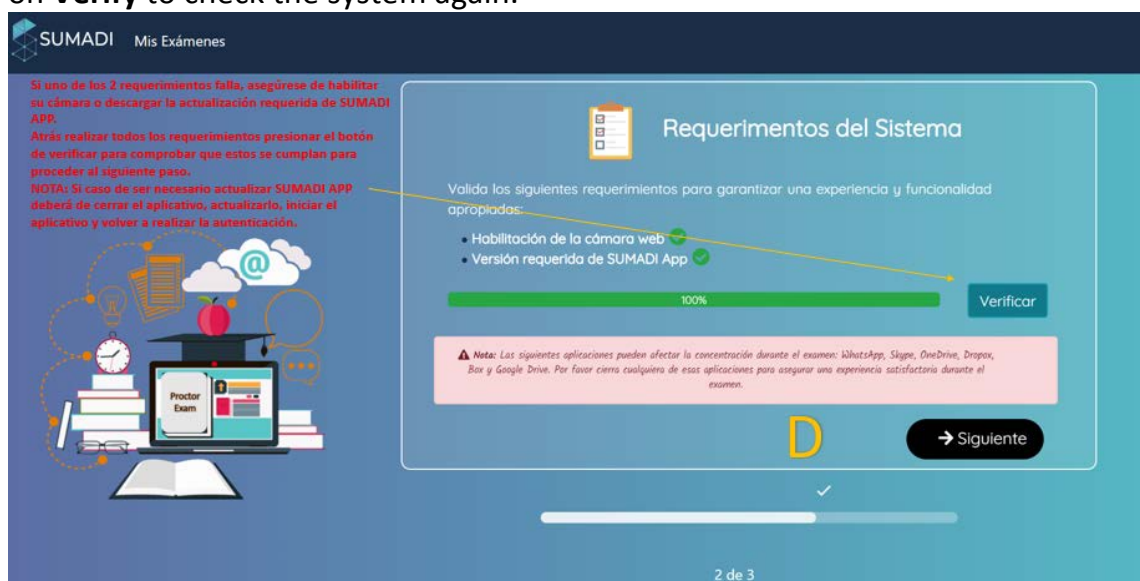 on Verify to check the system again.
SUMADI Mis Exámenes
Si uno de los 2 requerimientos falla, asegúrese de habilitar
su cámara o descargar la actualización requerida de SUMADI
APP.
Atrás realizar todos los requerimientos presionar el botón
de verificar para comprobar que estos se cumplan para
proceder al siguiente paso.
NOTA: Si caso de ser necesario actualizar SUMADI APP
deberá de cerrar el aplicativo, actualizarlo, iniciar el
aplicativo y volver a realizar la autenticación.
Proctor
Exam
Requerimentos del Sistema
Valida los siguientes requerimientos para garantizar una experiencia y funcionalidad
apropiadas:
• Habilitación de la cámara web
• Versión requerida de SUMADI App
100%
Verificar
Nota: Las siguientes aplicaciones pueden afectar la concentración durante el examen: WhatsApp, Skype, OneDrive, Dropox,
Box y Google Drive. Por favor cierra cualquiera de esas aplicaciones para asegurar una experiencia satisfactoria durante el
examen.
D
→ Siguiente
2 de 3